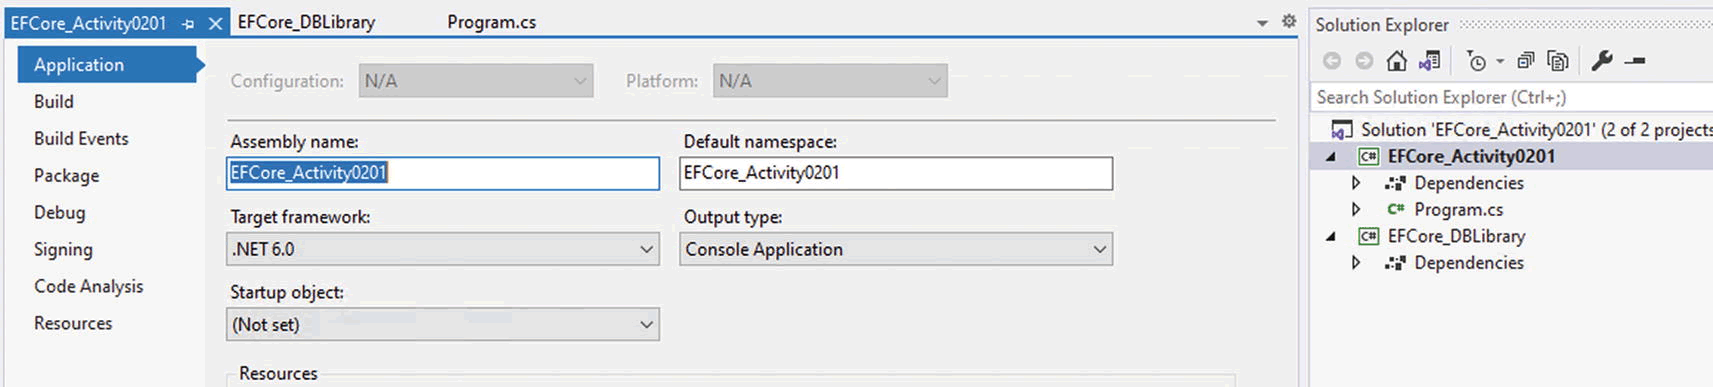 EFCore_Activity0201 EFCore_DBLibrary Program.cs
Application
Build
Build Events
Package
Debug
Signing
Code Analysis
Resources
Configuration: N/A Platform: N/A
Assembly name: Default namespace:
EFCore_Activity0201 EFCore_Activity0201
Target framework: Output type:
.NET 6.0 Console Application
Startup object:
(Not set)
Resources
Solution Explorer
Search Solution Explorer (Ctrl+;)
Solution 'EFCore_Activity0201' (2 of 2 projects
C# EFCore_Activity0201
Dependencies
C# Program.cs
C# EFCore_DBLibrary
Dependencies